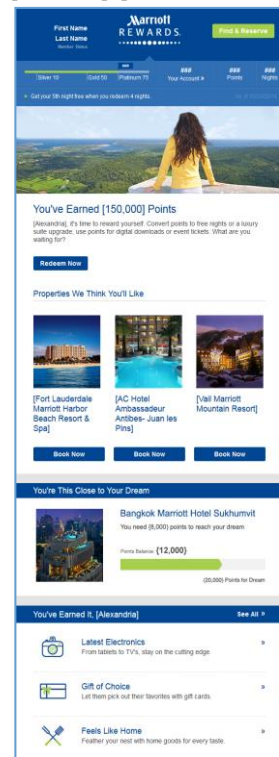 First Name
Last Name
Member Status
Marriott
REWARDS.
Find & Reserve
###
Silver 10
Gold 50
Platinum 75
###
Your Account »
###
Points
###
Nights
Get your 5th night free when you redeem 4 nights.
You've Earned [150,000] Points
[Alexandria], it's time to reward yourself. Convert points to free nights or a luxury
suite upgrade, use points for digital downloads or event tickets. What are you
waiting for?
Redeem Now
Properties We Think You'll Like
[Fort Lauderdale
Marriott Harbor
Beach Resort &
Spa]
[AC Hotel
Ambassadeur
Antibes- Juan les
Pins]
[Vail Marriott
Mountain Resort]
Book Now
Book Now
Book Now
You're This Close to Your Dream
Bangkok Marriott Hotel Sukhumvit
You need {8,000} points to reach your dream
Points Balance: {12,000}
{20,000} Points for Dream
You've Earned It, [Alexandria]
See All »
Latest Electronics
From tablets to TV's, stay on the cutting edge.
»
Gift of Choice
Let them pick out their favorites with gift cards.
»
Feels Like Home
Feather your nest with home goods for every taste.
»